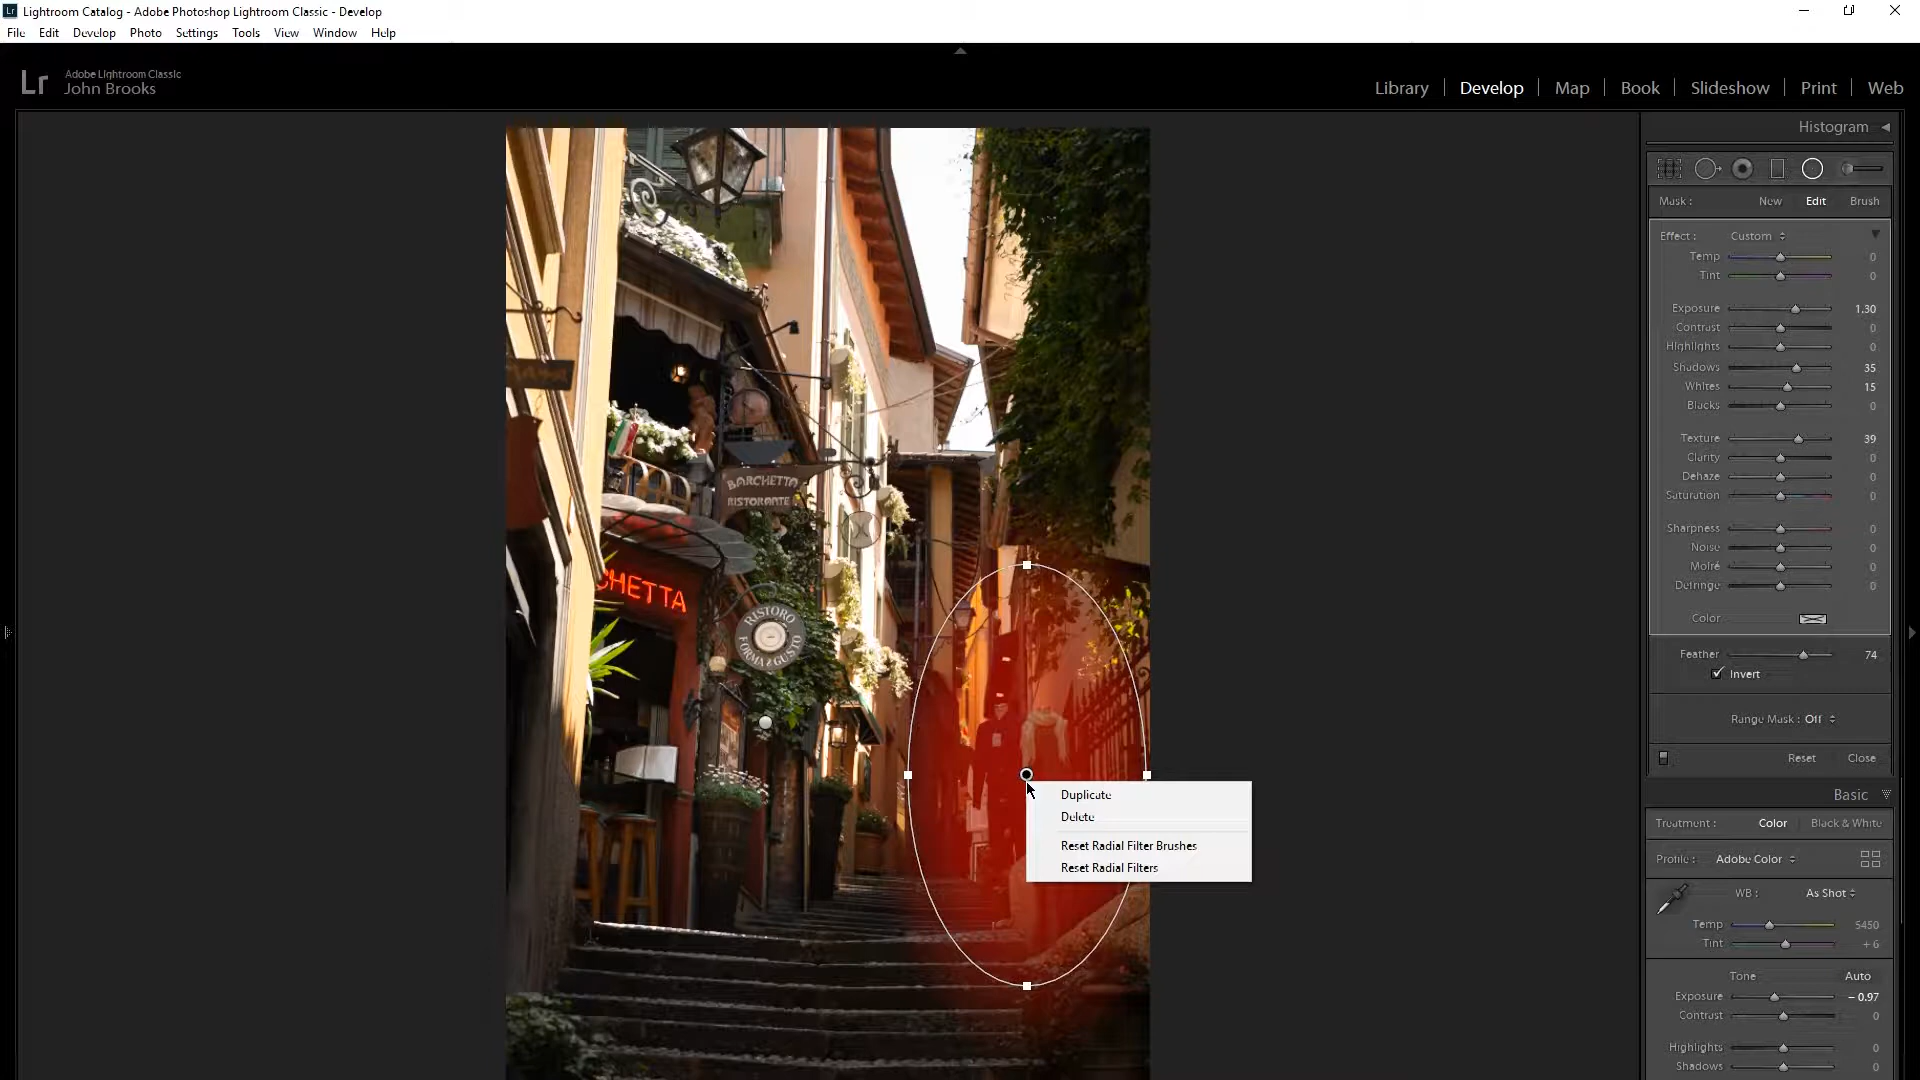 Lightroom Catalog - Adobe Photoshop Lightroom Classic - Develop
File Edit Develop Photo Settings Tools View Window Help
Lr
Adobe Lightroom Classic
John Brooks
Library Develop Map Book Slideshow Print Web
Histogram
Mask : New Edit Brush
Effect : Custom
Temp 0
Tint 0
Exposure 1.30
Contrast 0
Highlights 0
Shadows 35
Whites 15
Blacks 0
Texture 39
Clarity 0
Dehaze 0
Saturation 0
Sharpness 0
Noise 0
Moiré 0
Defringe 0
Color
Feather 74
Invert
Range Mask : Off
Reset Close
Basic
Treatment : Color Black & White
Profile : Adobe Color
WB : As Shot
Temp 5450
Tint + 6
Tone Auto
Exposure – 0.97
Contrast 0
Highlights 0
Shadows 0
BARCHETTA
RISTORANTE
CHETTA
RISTORO
FORMA & GUSTO
Duplicate
Delete
Reset Radial Filter Brushes
Reset Radial Filters